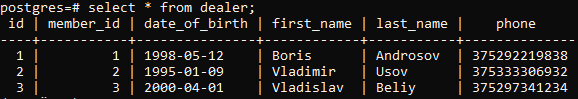 postgres=# select * from dealer;
id | member_id | date_of_birth | first_name | last_name | phone
----+-----------+---------------+------------+-----------+--------------
1 | 1 | 1998-05-12 | Boris | Androsov | 375292219838
2 | 2 | 1995-01-09 | Vladimir | Usov | 375333306932
3 | 3 | 2000-04-01 | Vladislav | Beliy | 375297341234